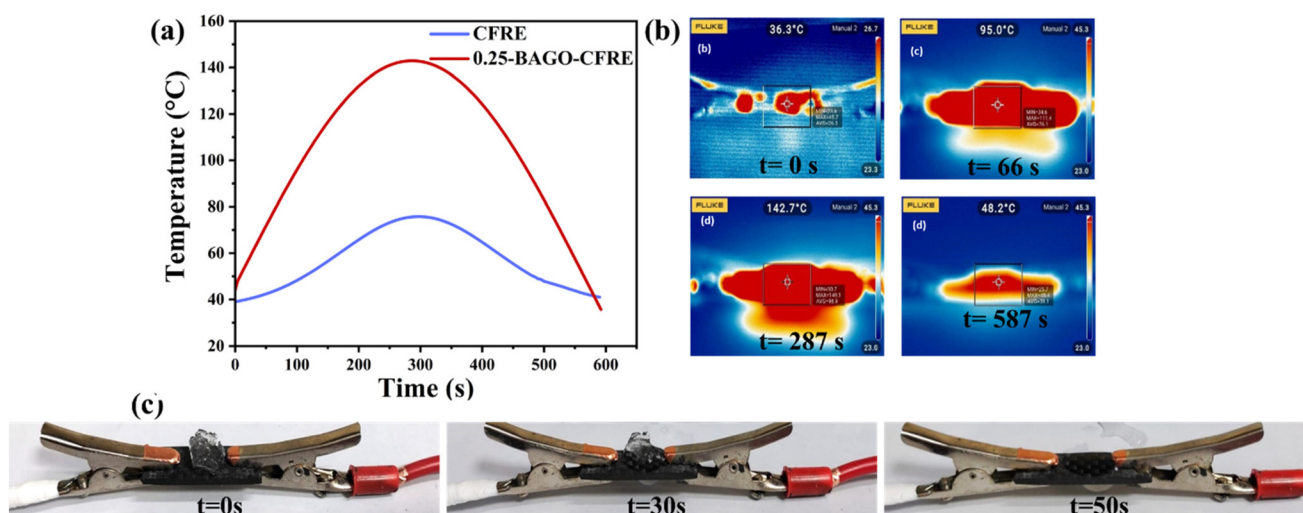 (a)
Temperature (°C)
160
140
120
100
80
60
40
20
CFRE
0.25-BAGO-CFRE
0
100
200
300
400
500
600
Time (s)
(b)
FLUKE
36.3°C
Manual 2
26.7
(b)
t= 0 s
23.3
FLUKE
95.0°C
Manual 2
45.3
(c)
t= 66 s
23.0
FLUKE
142.7°C
Manual 2
45.3
(d)
t= 287 s
23.0
FLUKE
48.2°C
Manual 2
45.3
(d)
t= 587 s
23.0
(c)
t=0s
t=30s
t=50s